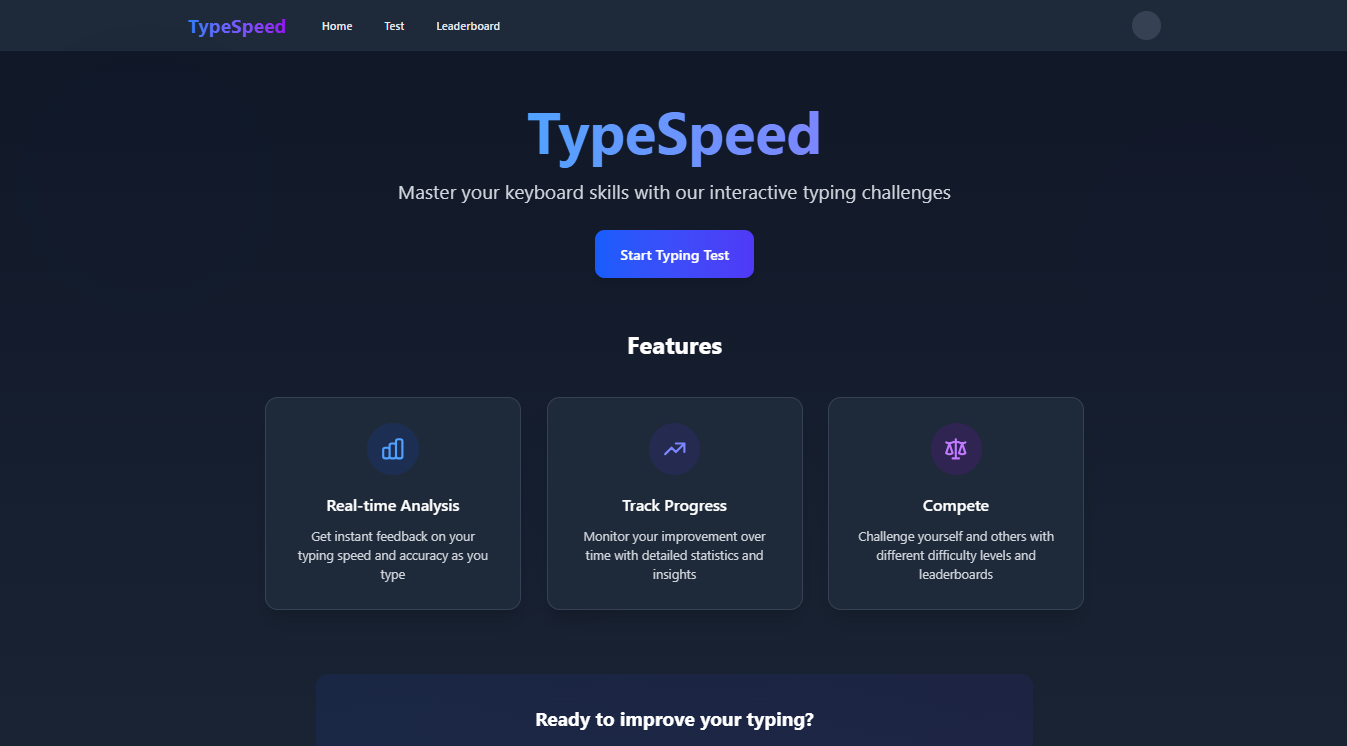 TypeSpeed Home Test Leaderboard
TypeSpeed
Master your keyboard skills with our interactive typing challenges
Start Typing Test
Features
Real-time Analysis
Get instant feedback on your
typing speed and accuracy as you
type
Track Progress
Monitor your improvement over
time with detailed statistics and
insights
Compete
Challenge yourself and others with
different difficulty levels and
leaderboards
Ready to improve your typing?